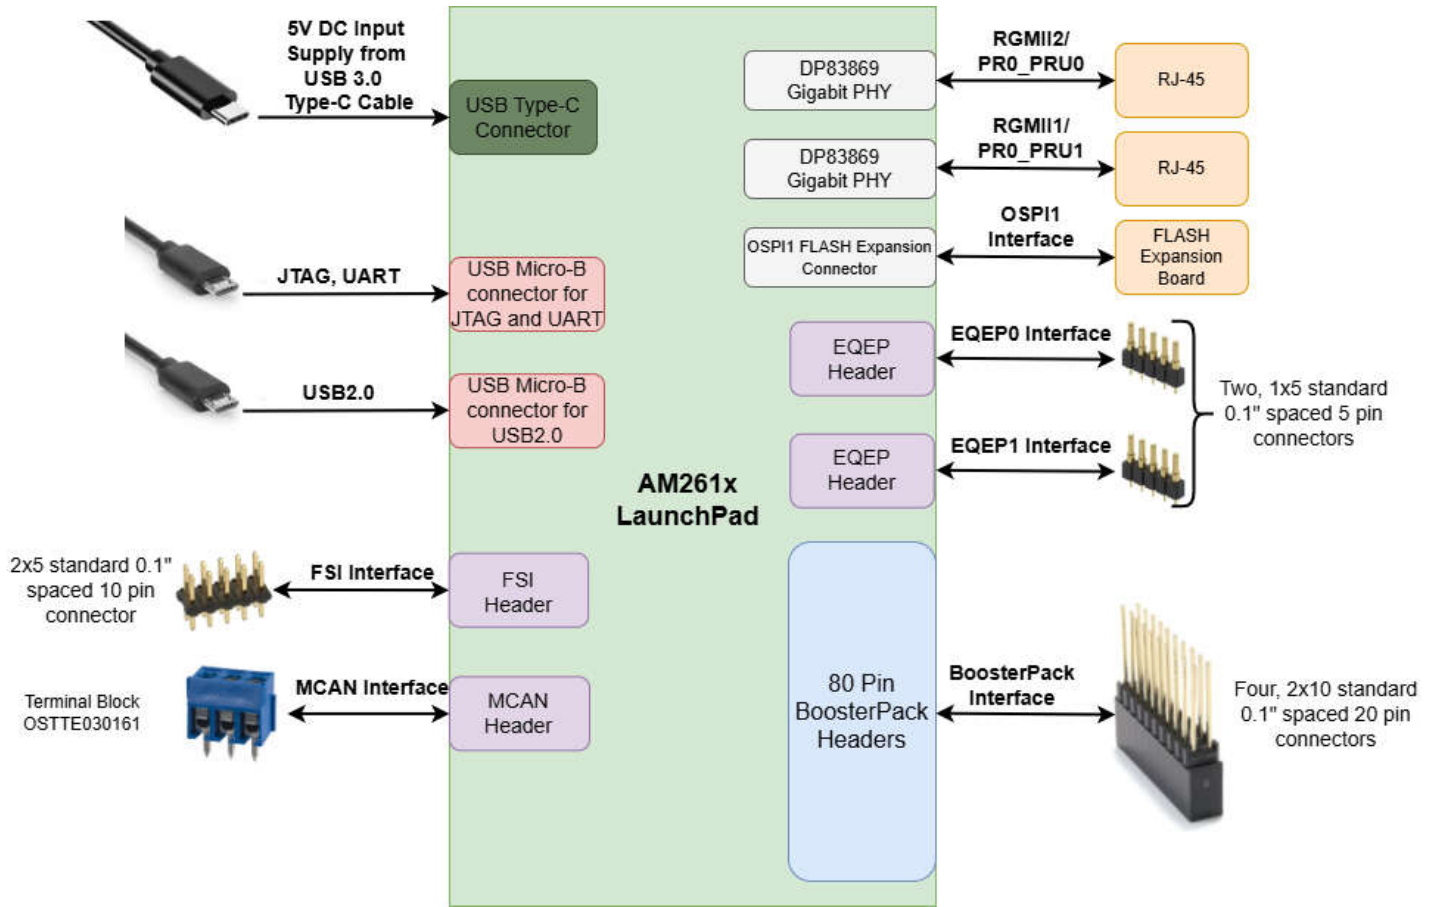 5V DC Input
Supply from
USB 3.0
Type-C Cable
USB Type-C
Connector
JTAG, UART
USB Micro-B
connector for
JTAG and UART
USB2.0
USB Micro-B
connector for
USB2.0
AM261x
LaunchPad
2x5 standard 0.1"
spaced 10 pin
connector
FSI Interface
FSI
Header
Terminal Block
OSTTE030161
MCAN Interface
MCAN
Header
DP83869
Gigabit PHY
RGMII2/
PR0_PRU0
RJ-45
DP83869
Gigabit PHY
RGMII1/
PR0_PRU1
RJ-45
OSPI1 FLASH Expansion
Connector
OSPI1
Interface
FLASH
Expansion
Board
EQEP
Header
EQEP0 Interface
EQEP
Header
EQEP1 Interface
Two, 1x5 standard
0.1" spaced 5 pin
connectors
80 Pin
BoosterPack
Headers
BoosterPack
Interface
Four, 2x10 standard
0.1" spaced 20 pin
connectors